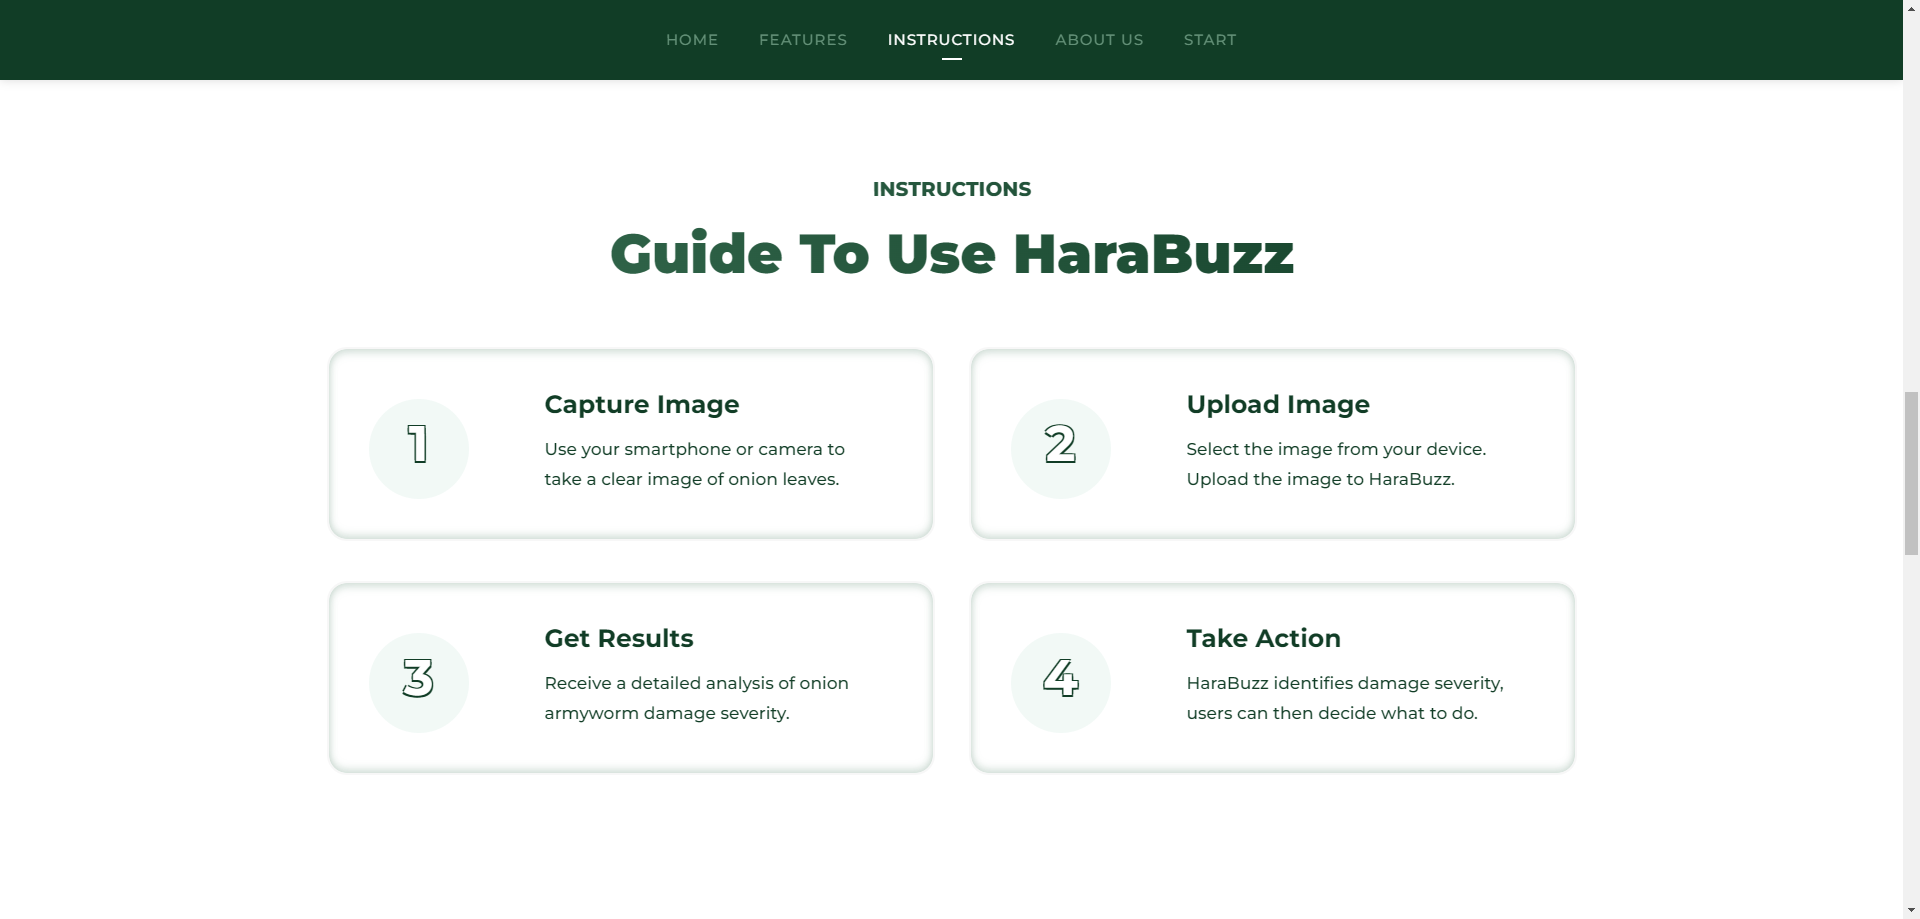 HOME FEATURES INSTRUCTIONS ABOUT US START
INSTRUCTIONS
Guide To Use HaraBuzz
1
Capture Image
Use your smartphone or camera to
take a clear image of onion leaves.
2
Upload Image
Select the image from your device.
Upload the image to HaraBuzz.
3
Get Results
Receive a detailed analysis of onion
armyworm damage severity.
4
Take Action
HaraBuzz identifies damage severity,
users can then decide what to do.